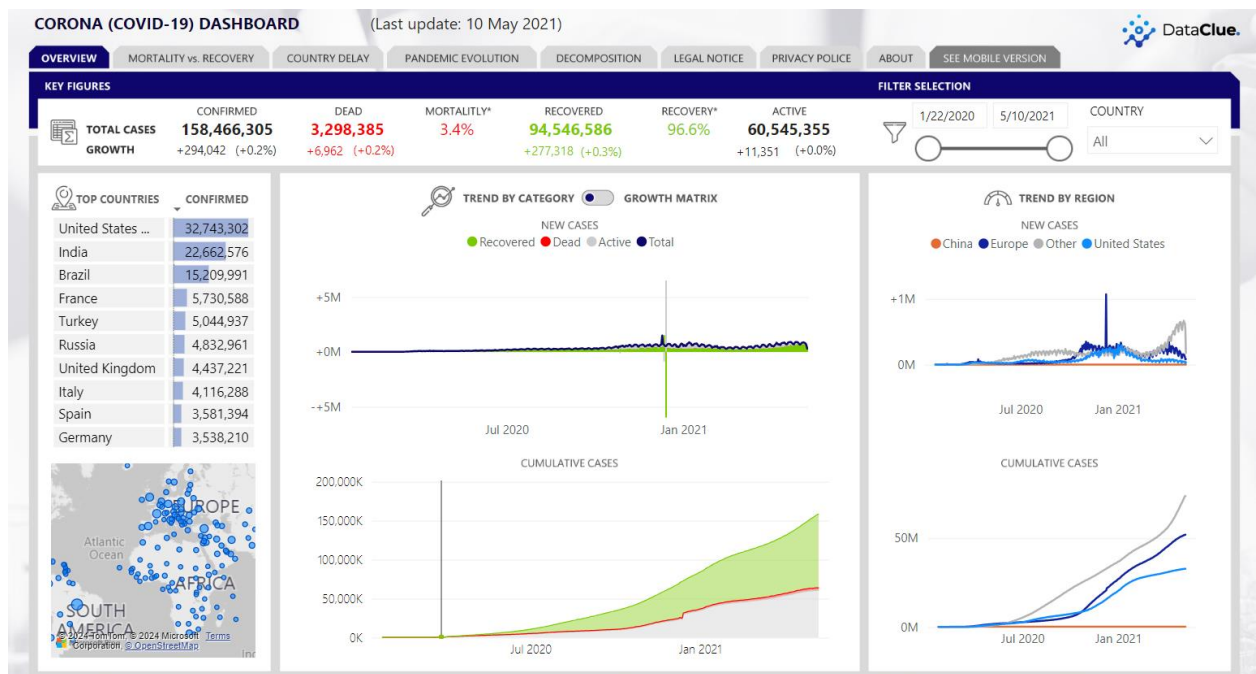 CORONA (COVID-19) DASHBOARD (Last update: 10 May 2021) DataClue.
OVERVIEW MORTALITY vs. RECOVERY COUNTRY DELAY PANDEMIC EVOLUTION DECOMPOSITION LEGAL NOTICE PRIVACY POLICE ABOUT SEE MOBILE VERSION
KEY FIGURES FILTER SELECTION
CONFIRMED DEAD MORTALITLY* RECOVERED RECOVERY* ACTIVE 1/22/2020 5/10/2021 COUNTRY
TOTAL CASES 158,466,305 3,298,385 3.4% 94,546,586 96.6% 60,545,355 All
GROWTH +294,042 (+0.2%) +6,962 (+0.2%) +277,318 (+0.3%) +11,351 (+0.0%)
TOP COUNTRIES CONFIRMED
United States ... 32,743,302
India 22,662,576
Brazil 15,209,991
France 5,730,588
Turkey 5,044,937
Russia 4,832,961
United Kingdom 4,437,221
Italy 4,116,288
Spain 3,581,394
Germany 3,538,210
EUROPE
Atlantic
Ocean
AFRICA
SOUTH
AMERICA
© 2024 TomTom, © 2024 Microsoft Terms
Corporation, © OpenStreetMap
TREND BY CATEGORY GROWTH MATRIX
NEW CASES
Recovered Dead Active Total
+5M
+0M
-+5M
Jul 2020 Jan 2021
CUMULATIVE CASES
200.000K
150.000K
100.000K
50.000K
0K
Jul 2020 Jan 2021
TREND BY REGION
NEW CASES
China Europe Other United States
+1M
0M
Jul 2020 Jan 2021
CUMULATIVE CASES
50M
0M
Jul 2020 Jan 2021